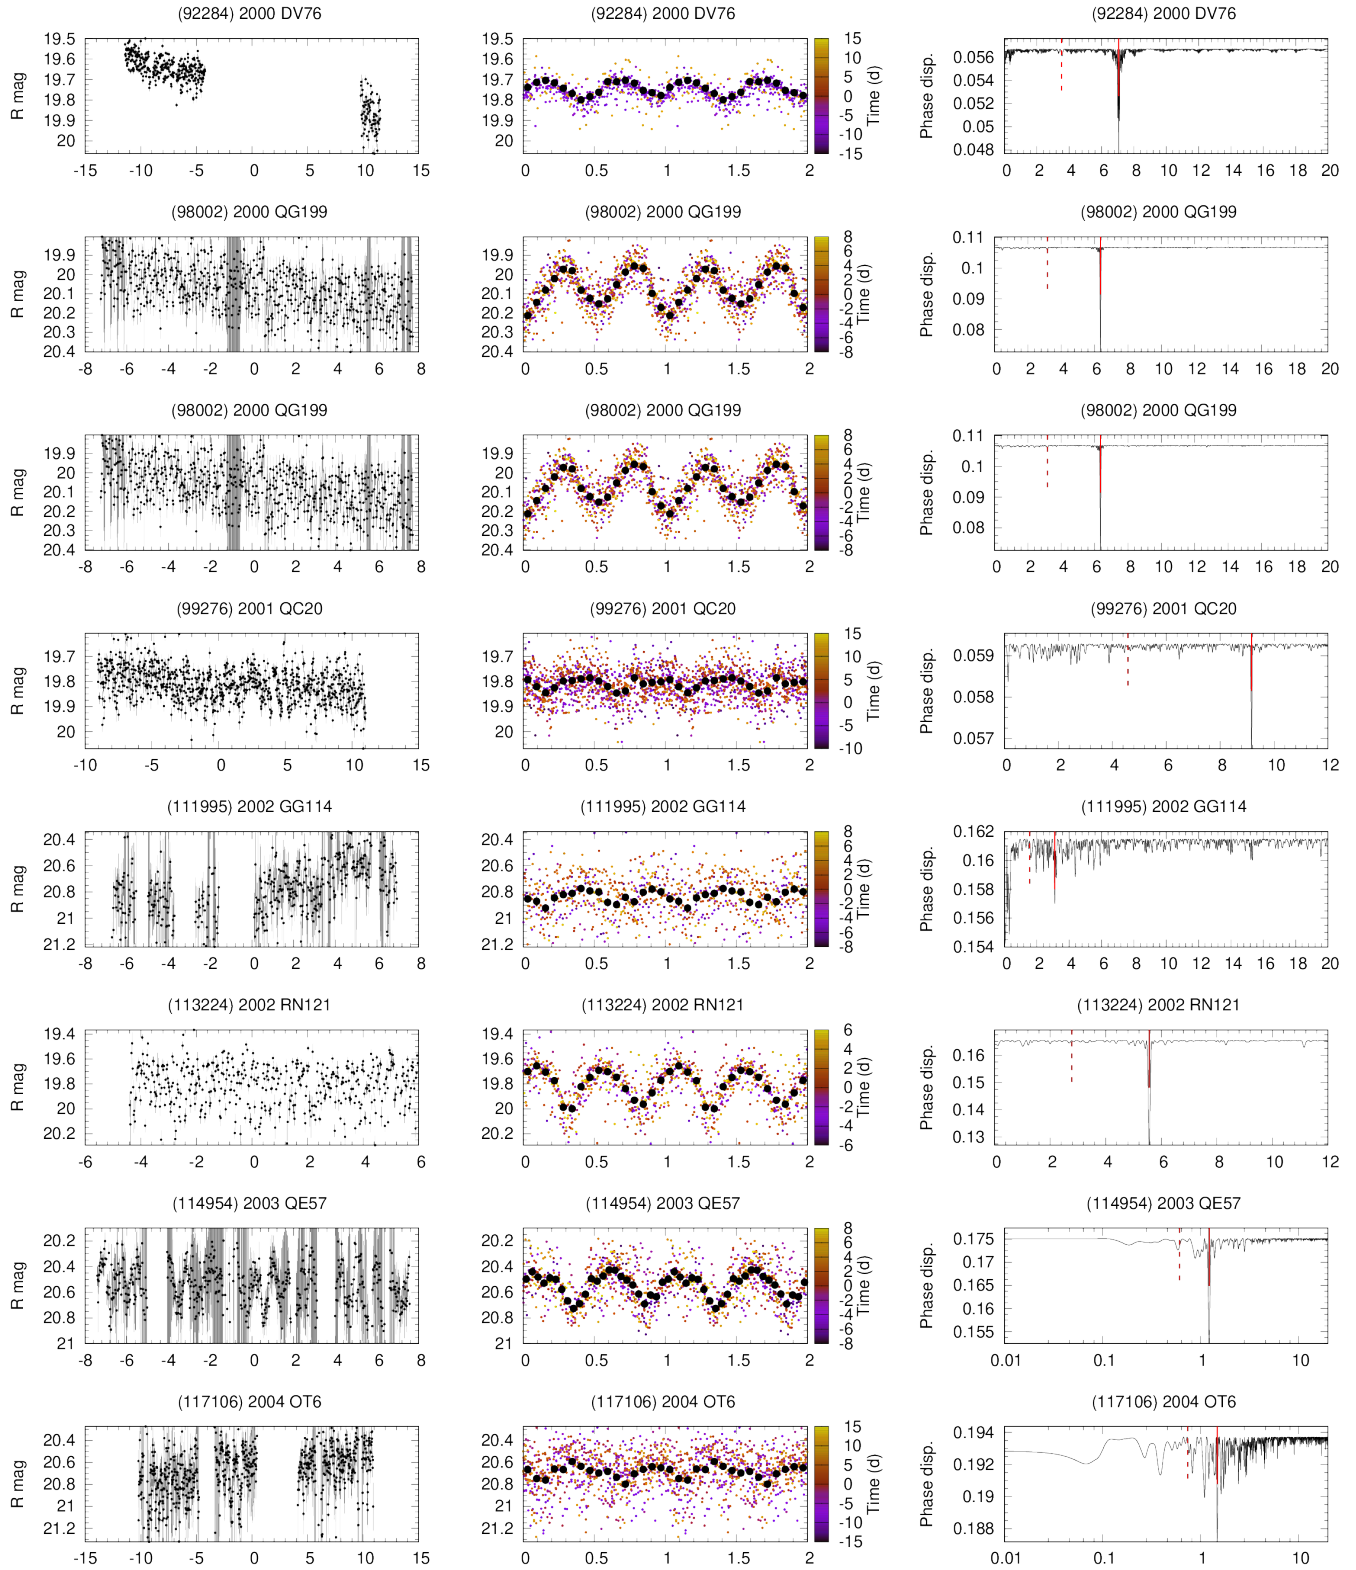 (92284) 2000 DV76
R mag
19.5
19.6
19.7
19.8
19.9
20
-15 -10 -5 0 5 10 15
(92284) 2000 DV76
19.5
19.6
19.7
19.8
19.9
20
0 0.5 1 1.5 2
15
10
5
0
-5
-10
-15
Time (d)
(92284) 2000 DV76
Phase disp.
0.056
0.054
0.052
0.05
0.048
0 2 4 6 8 10 12 14 16 18 20
(98002) 2000 QG199
R mag
19.9
20
20.1
20.2
20.3
20.4
-8 -6 -4 -2 0 2 4 6 8
(98002) 2000 QG199
19.9
20
20.1
20.2
20.3
20.4
0 0.5 1 1.5 2
8
6
4
2
0
-2
-4
-6
-8
Time (d)
(98002) 2000 QG199
Phase disp.
0.11
0.1
0.09
0.08
0 2 4 6 8 10 12 14 16 18 20
(98002) 2000 QG199
R mag
19.9
20
20.1
20.2
20.3
20.4
-8 -6 -4 -2 0 2 4 6 8
(98002) 2000 QG199
19.9
20
20.1
20.2
20.3
20.4
0 0.5 1 1.5 2
8
6
4
2
0
-2
-4
-6
-8
Time (d)
(98002) 2000 QG199
Phase disp.
0.11
0.1
0.09
0.08
0 2 4 6 8 10 12 14 16 18 20
(99276) 2001 QC20
R mag
19.7
19.8
19.9
20
-10 -5 0 5 10 15
(99276) 2001 QC20
19.7
19.8
19.9
20
0 0.5 1 1.5 2
15
10
5
0
-5
-10
Time (d)
(99276) 2001 QC20
Phase disp.
0.059
0.058
0.057
0 2 4 6 8 10 12
(111995) 2002 GG114
R mag
20.4
20.6
20.8
21
21.2
-8 -6 -4 -2 0 2 4 6 8
(111995) 2002 GG114
20.4
20.6
20.8
21
21.2
0 0.5 1 1.5 2
8
6
4
2
0
-2
-4
-6
-8
Time (d)
(111995) 2002 GG114
Phase disp.
0.162
0.16
0.158
0.156
0.154
0 2 4 6 8 10 12 14 16 18 20
(113224) 2002 RN121
R mag
19.4
19.6
19.8
20
20.2
-6 -4 -2 0 2 4 6
(113224) 2002 RN121
19.4
19.6
19.8
20
20.2
0 0.5 1 1.5 2
6
4
2
0
-2
-4
-6
Time (d)
(113224) 2002 RN121
Phase disp.
0.16
0.15
0.14
0.13
0 2 4 6 8 10 12
(114954) 2003 QE57
R mag
20.2
20.4
20.6
20.8
21
-8 -6 -4 -2 0 2 4 6 8
(114954) 2003 QE57
20.2
20.4
20.6
20.8
21
0 0.5 1 1.5 2
8
6
4
2
0
-2
-4
-6
-8
Time (d)
(114954) 2003 QE57
Phase disp.
0.175
0.17
0.165
0.16
0.155
0.01 0.1 1 10
(117106) 2004 OT6
R mag
20.4
20.6
20.8
21
21.2
-15 -10 -5 0 5 10 15
(117106) 2004 OT6
20.4
20.6
20.8
21
21.2
0 0.5 1 1.5 2
15
10
5
0
-5
-10
-15
Time (d)
(117106) 2004 OT6
Phase disp.
0.194
0.192
0.19
0.188
0.01 0.1 1 10